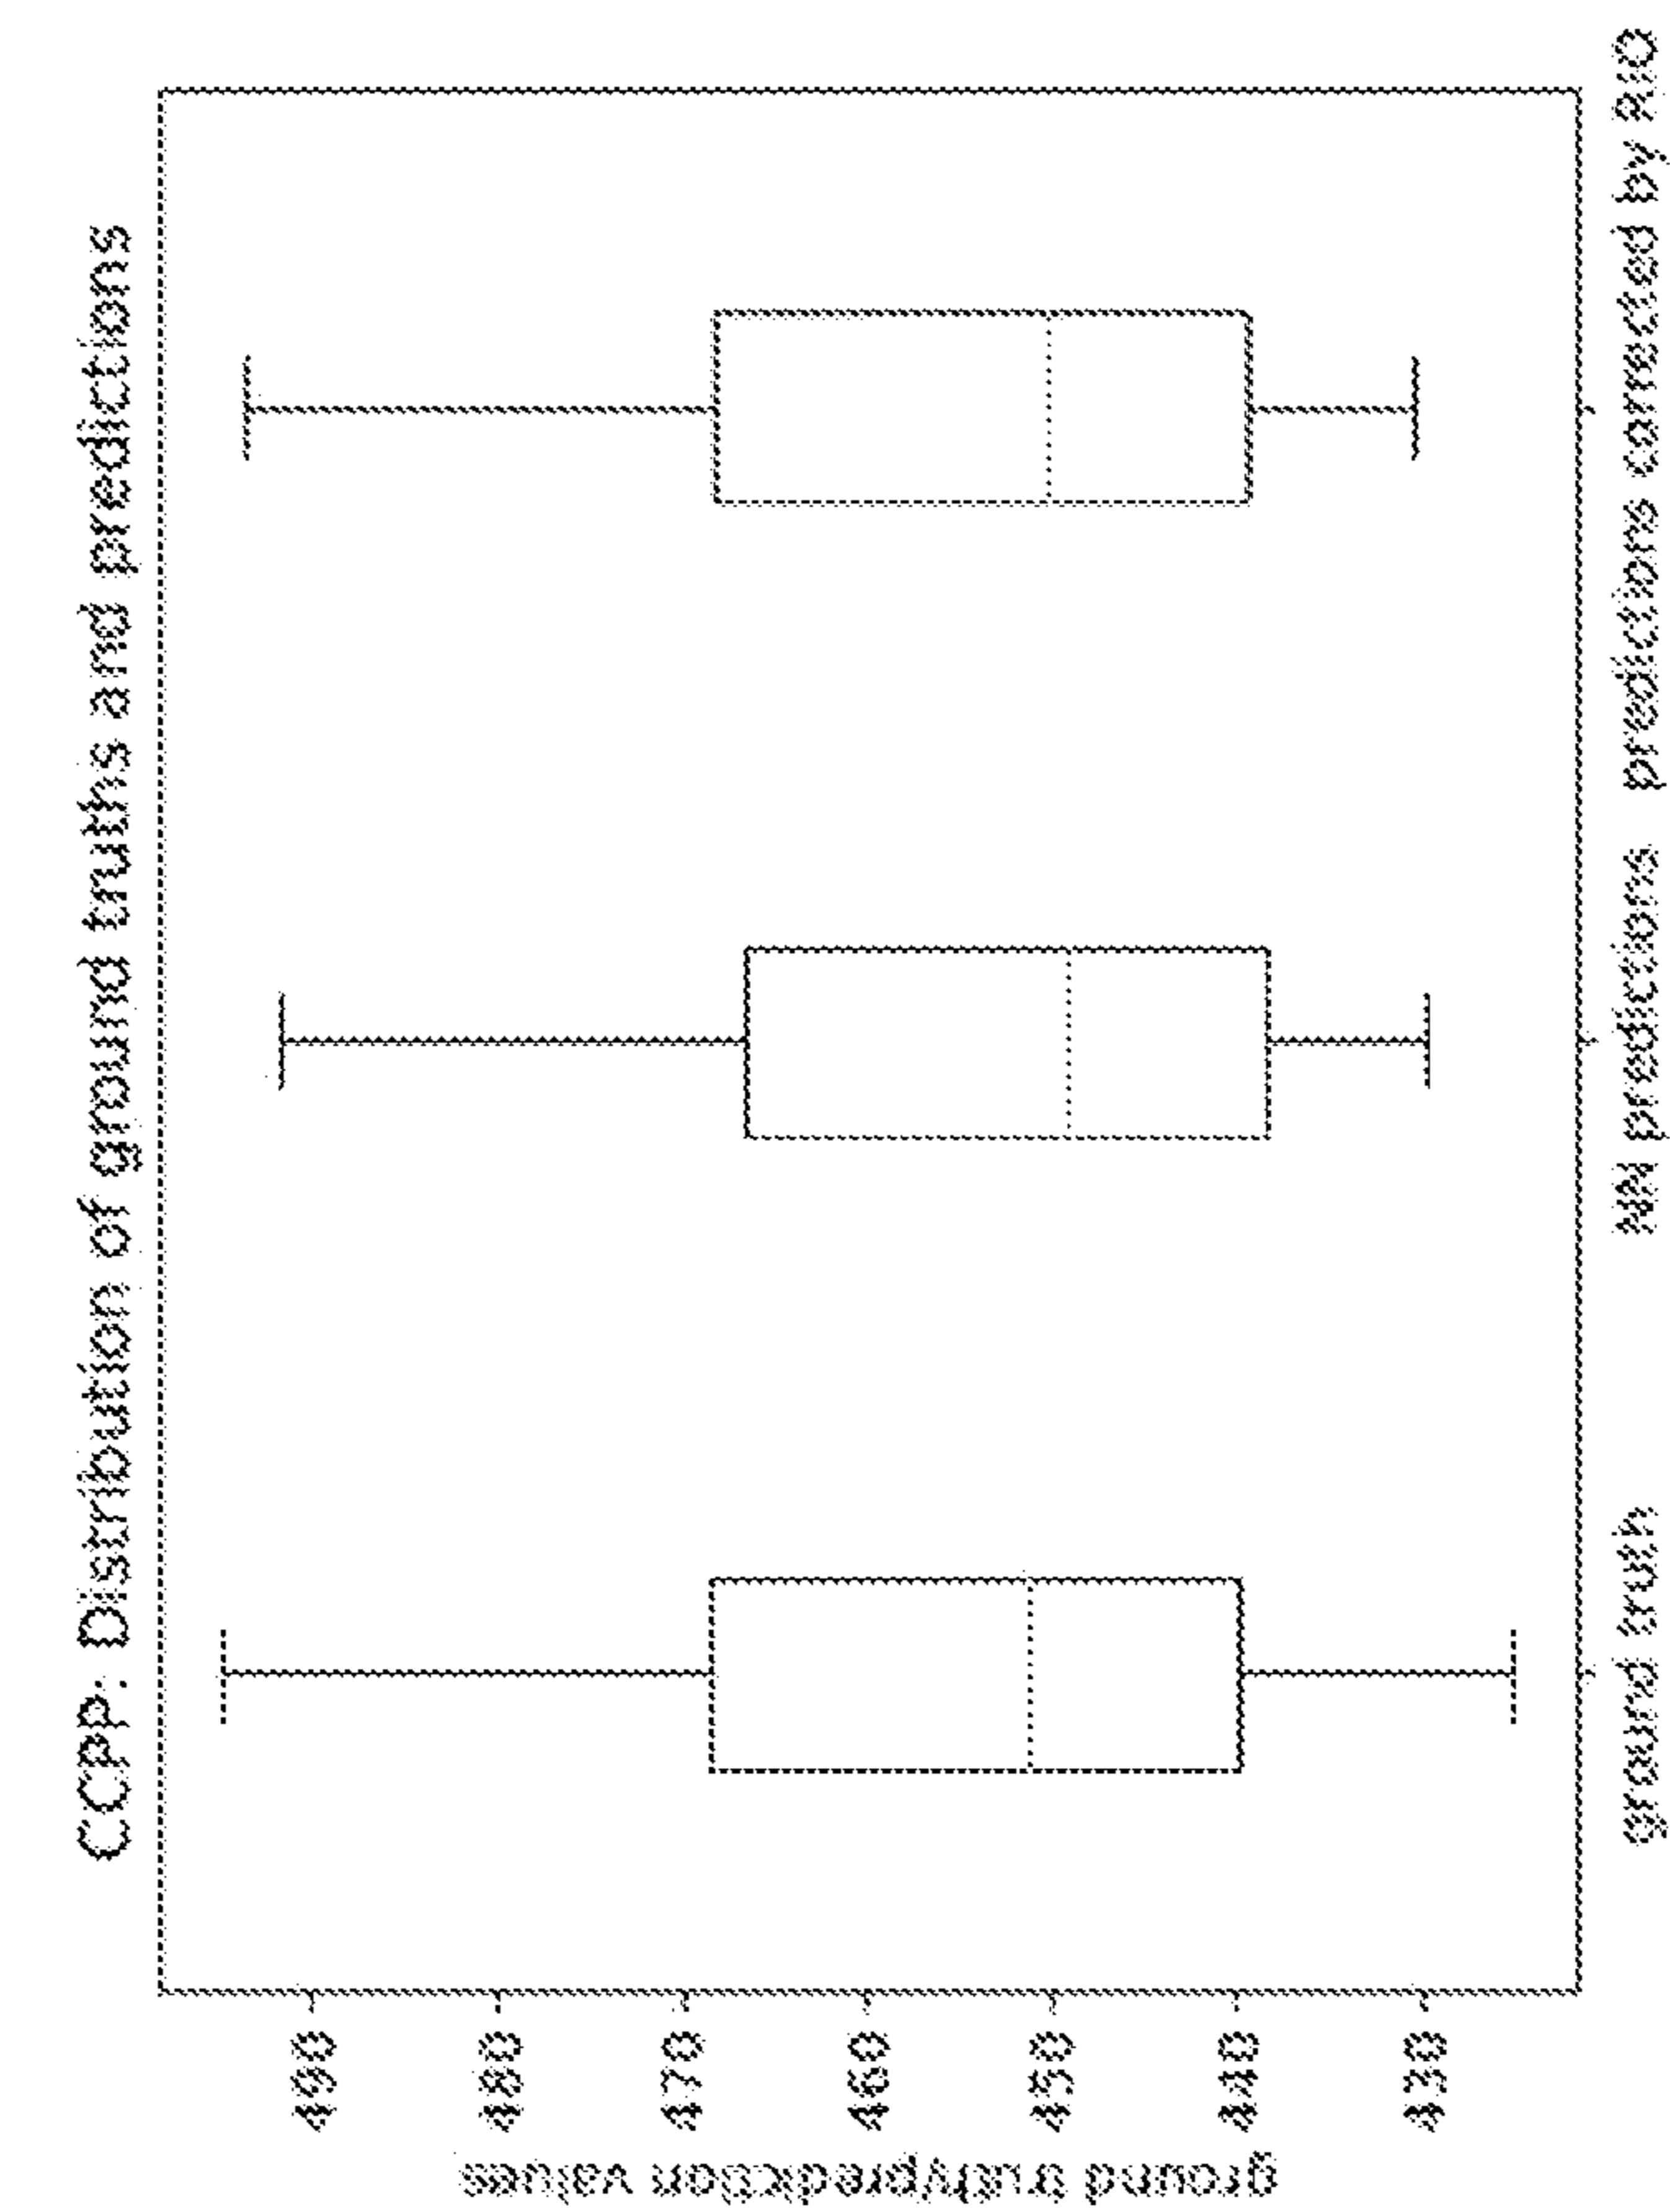 CCPP: Distribution of ground truths and predictions
ground truth/prediction values
490
480
470
460
450
440
430
ground truth
NN predictions
predictions corrected by RIO